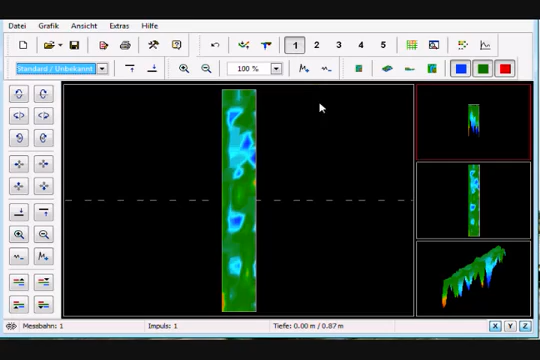 Datei Grafik Ansicht Extras Hilfe
1 2 3 4 5
Standard / Unbekannt 100 %
Messbahn: 1 Impuls: 1 Tiefe: 0.00 m / 0.87 m X Y Z